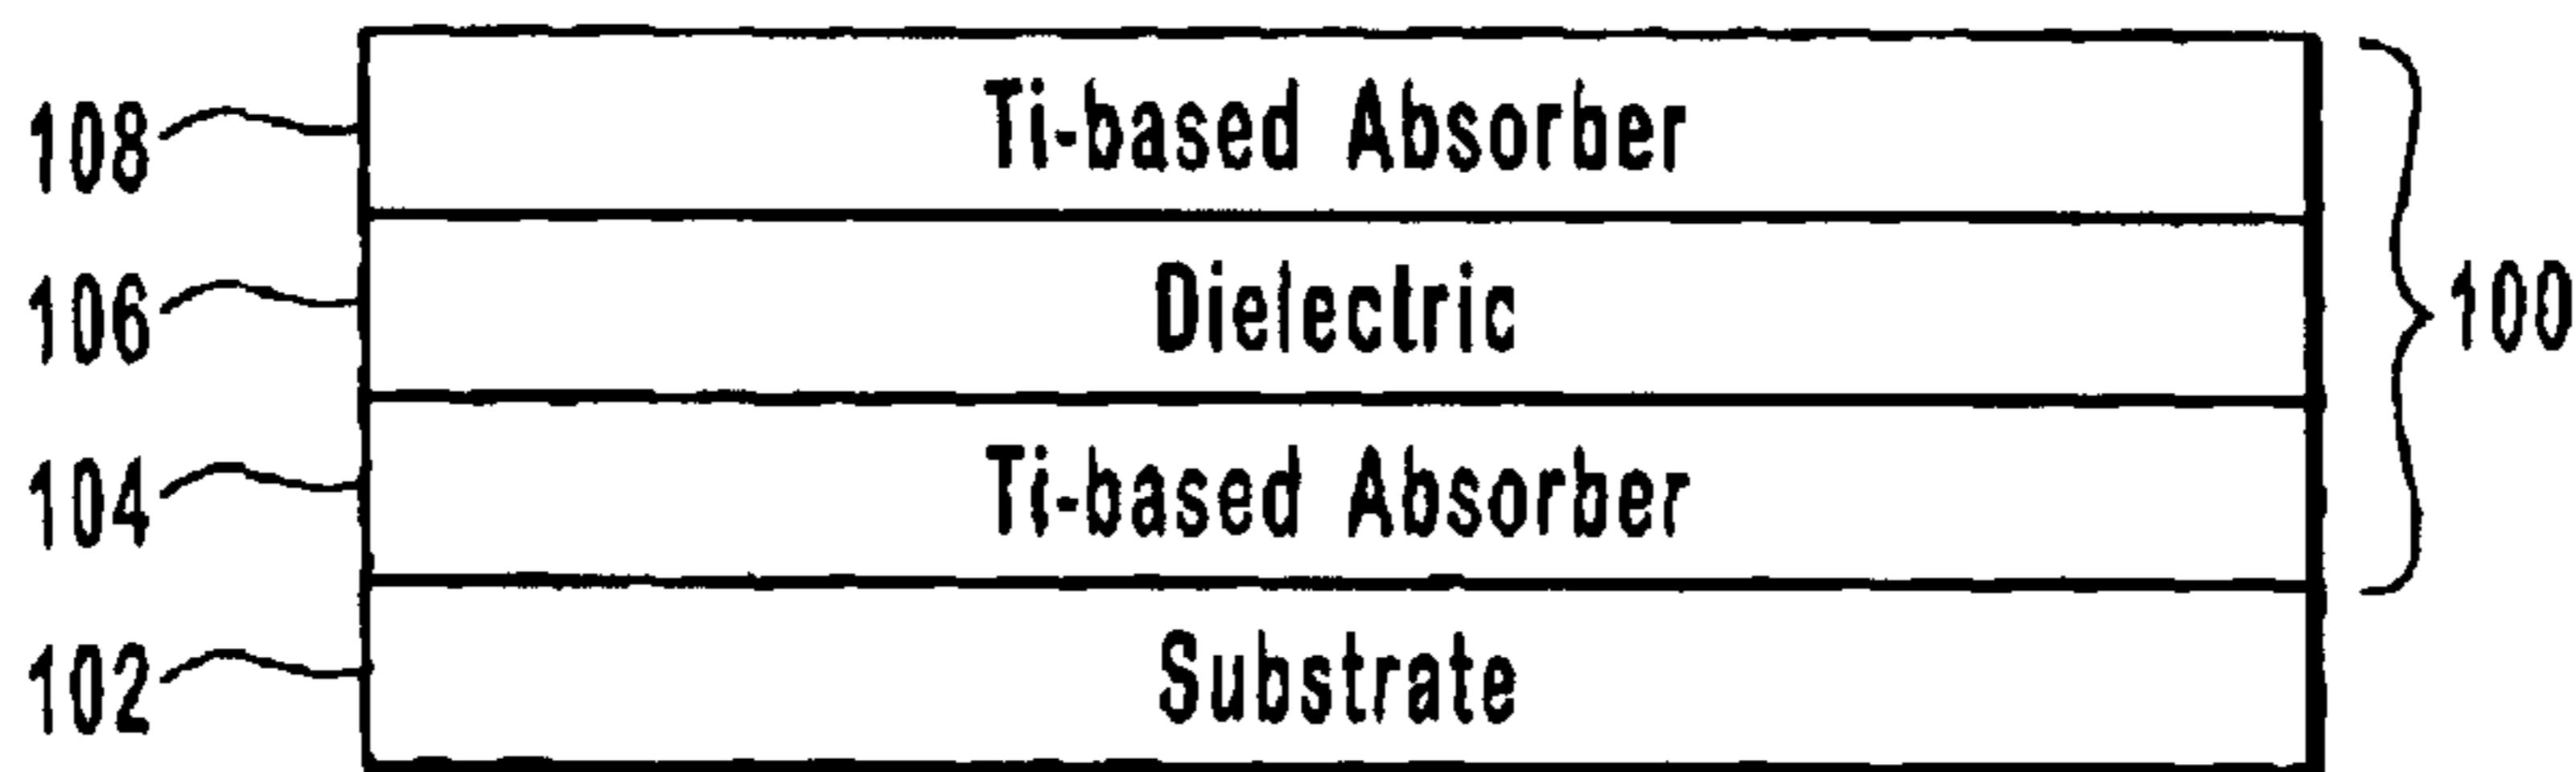 108 Ti-based Absorber
106 Dielectric 100
104 Ti-based Absorber
102 Substrate